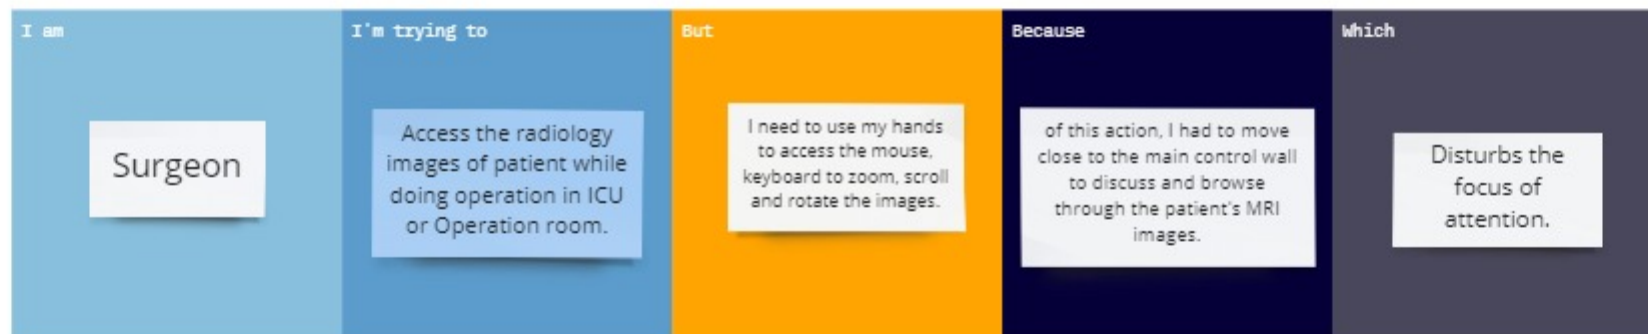 I am
Surgeon
I'm trying to
Access the radiology
images of patient while
doing operation in ICU
or Operation room.
But
I need to use my hands
to access the mouse,
keyboard to zoom, scroll
and rotate the images.
Because
of this action, I had to move
close to the main control wall
to discuss and browse
through the patient's MRI
images.
Which
Disturbs the
focus of
attention.